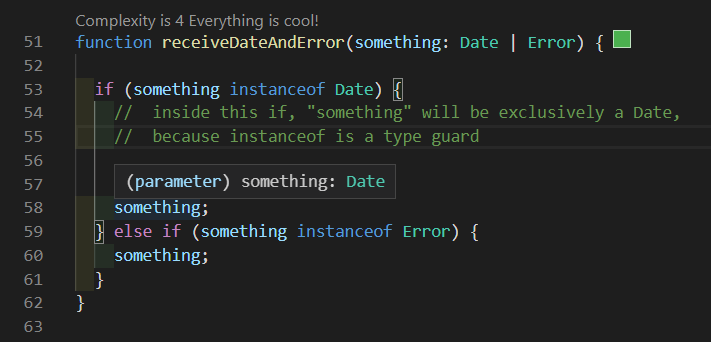 Complexity is 4 Everything is cool!
51 function receiveDateAndError(something: Date | Error) {
52
53 if (something instanceof Date) {
54 //  inside this if, "something" will be exclusively a Date,
55 //  because instanceof is a type guard
56
57 (parameter) something: Date
58 something;
59 } else if (something instanceof Error) {
60 something;
61 }
62 }
63